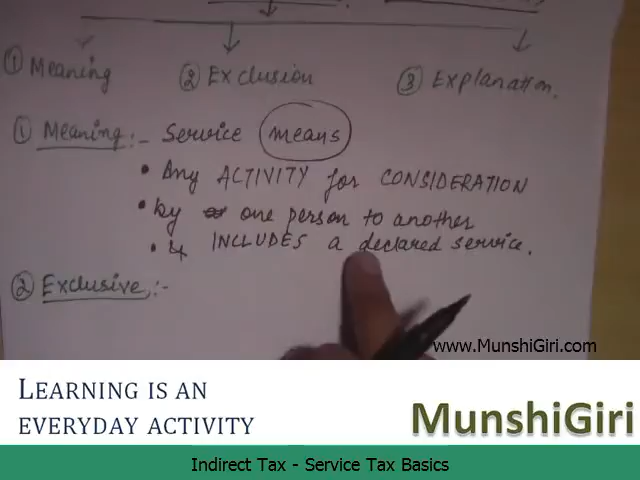 ① Meaning ② Exclusion ③ Explanation.
① Meaning:- Service means
• Any ACTIVITY for CONSIDERATION
• by one person to another
• & INCLUDES a declared service.
② Exclusive:-
www.MunshiGiri.com
LEARNING IS AN
EVERYDAY ACTIVITY
MunshiGiri
Indirect Tax - Service Tax Basics